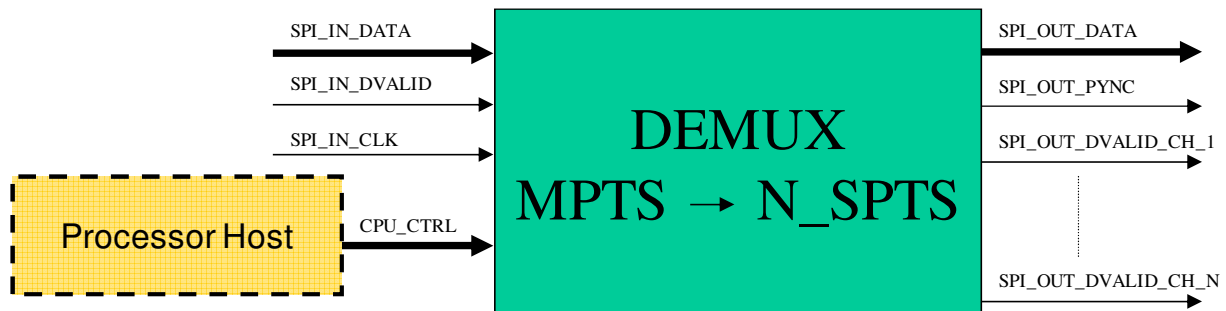 SPI_IN_DATA
SPI_IN_DVALID
SPI_IN_CLK
Processor Host
CPU_CTRL
DEMUX
MPTS → N_SPTS
SPI_OUT_DATA
SPI_OUT_PYNC
SPI_OUT_DVALID_CH_1
SPI_OUT_DVALID_CH_N